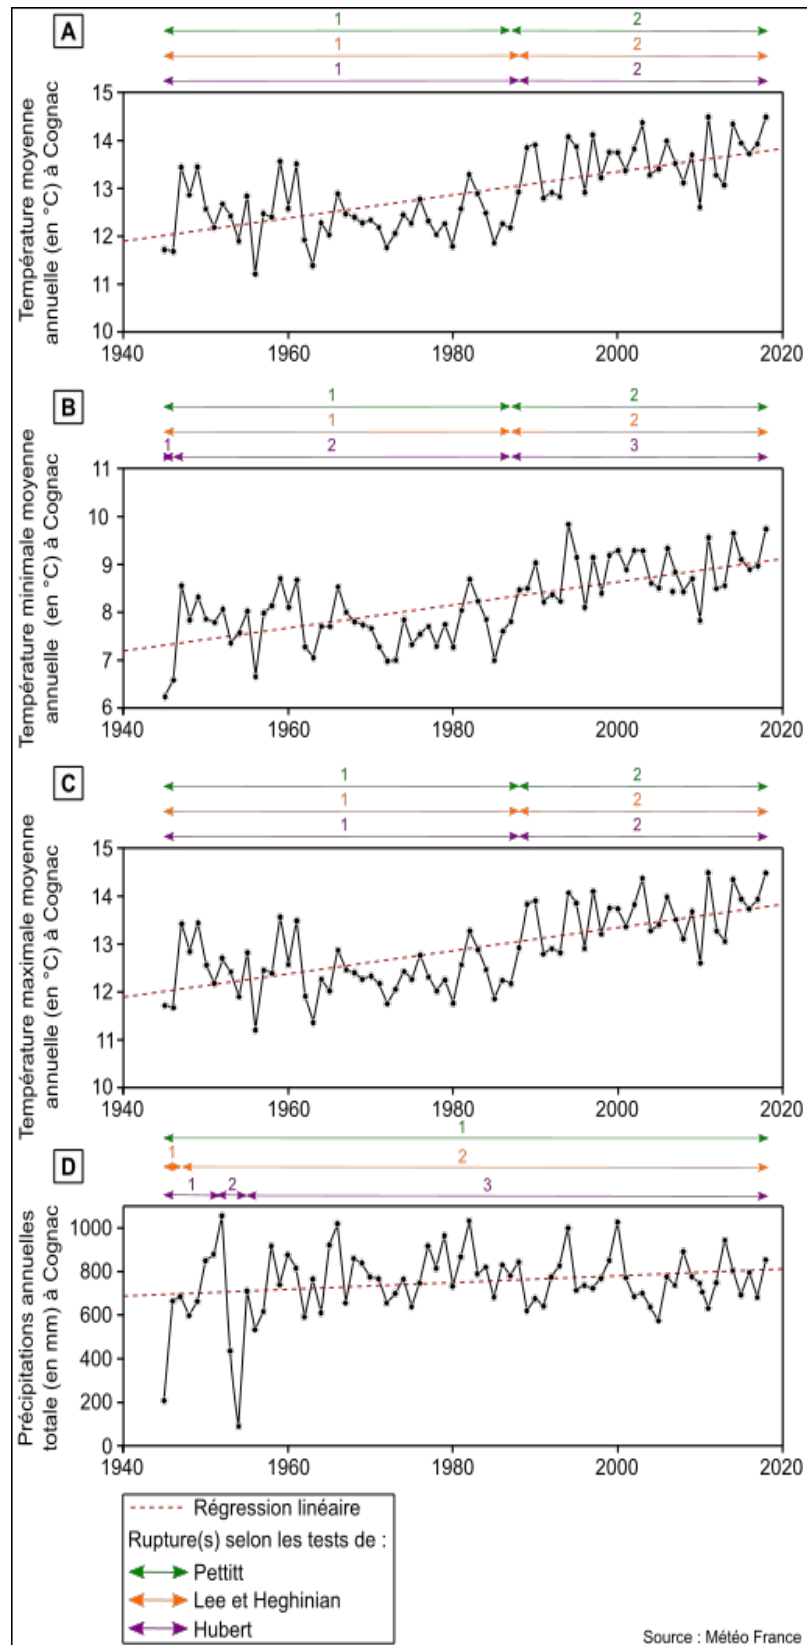 A
1 2
1 2
1 2
Température moyenne
annuelle (en °C) à Cognac
15
14
13
12
11
10
1940 1960 1980 2000 2020
B
1 2
1 2
1 2 3
Température minimale moyenne
annuelle (en °C) à Cognac
11
10
9
8
7
6
1940 1960 1980 2000 2020
C
1 2
1 2
1 2
Température maximale moyenne
annuelle (en °C) à Cognac
15
14
13
12
11
10
1940 1960 1980 2000 2020
D
1
1 2
1 2 3
Précipitations annuelles
totale (en mm) à Cognac
1000
800
600
400
200
0
1940 1960 1980 2000 2020
Régression linéaire
Rupture(s) selon les tests de :
Pettitt
Lee et Heghinian
Hubert
Source : Météo France